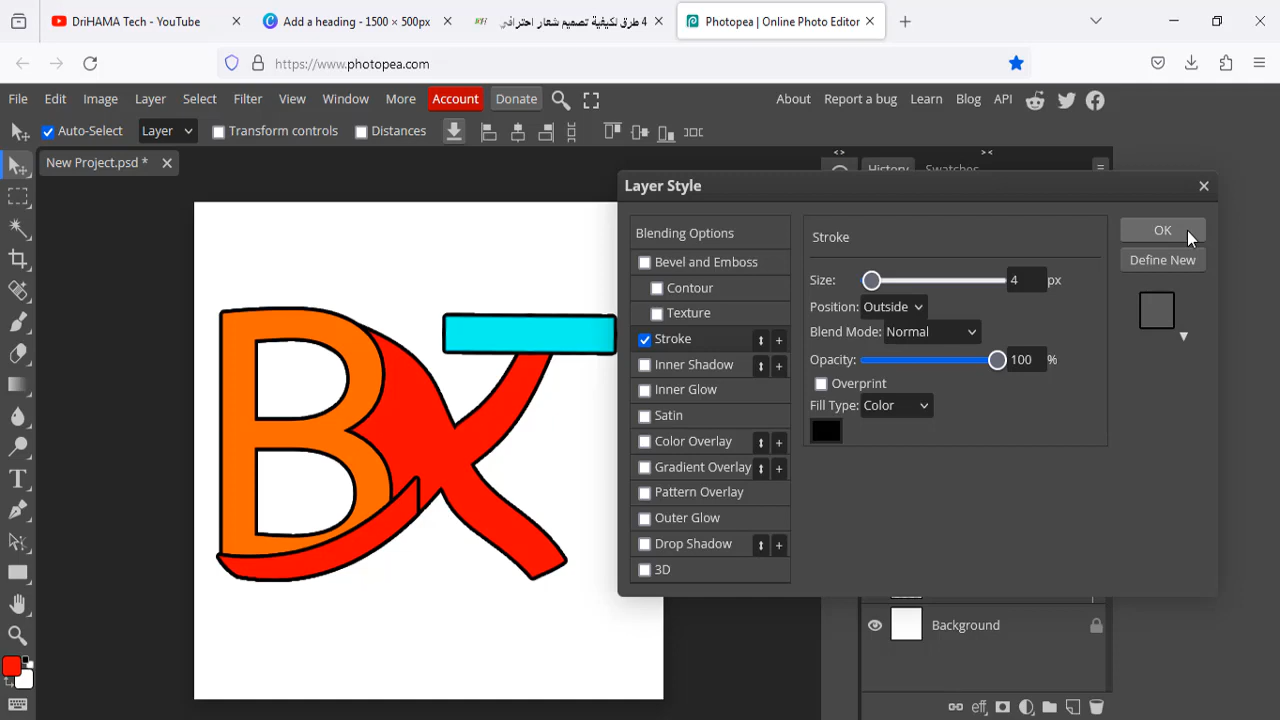 DriHAMA Tech - YouTube
Add a heading - 1500 × 500px
4 طرق لكيفية تصميم شعار احترافي
Photopea | Online Photo Editor
https://www.photopea.com
File Edit Image Layer Select Filter View Window More Account Donate About Report a bug Learn Blog API
Auto-Select Layer Transform controls Distances
New Project.psd *
History Swatches
Layer Style
Blending Options
Bevel and Emboss
Contour
Texture
Stroke
Inner Shadow
Inner Glow
Satin
Color Overlay
Gradient Overlay
Pattern Overlay
Outer Glow
Drop Shadow
3D
Stroke
Size: 4 px
Position: Outside
Blend Mode: Normal
Opacity: 100 %
Overprint
Fill Type: Color
OK
Define New
B X
Background
eff